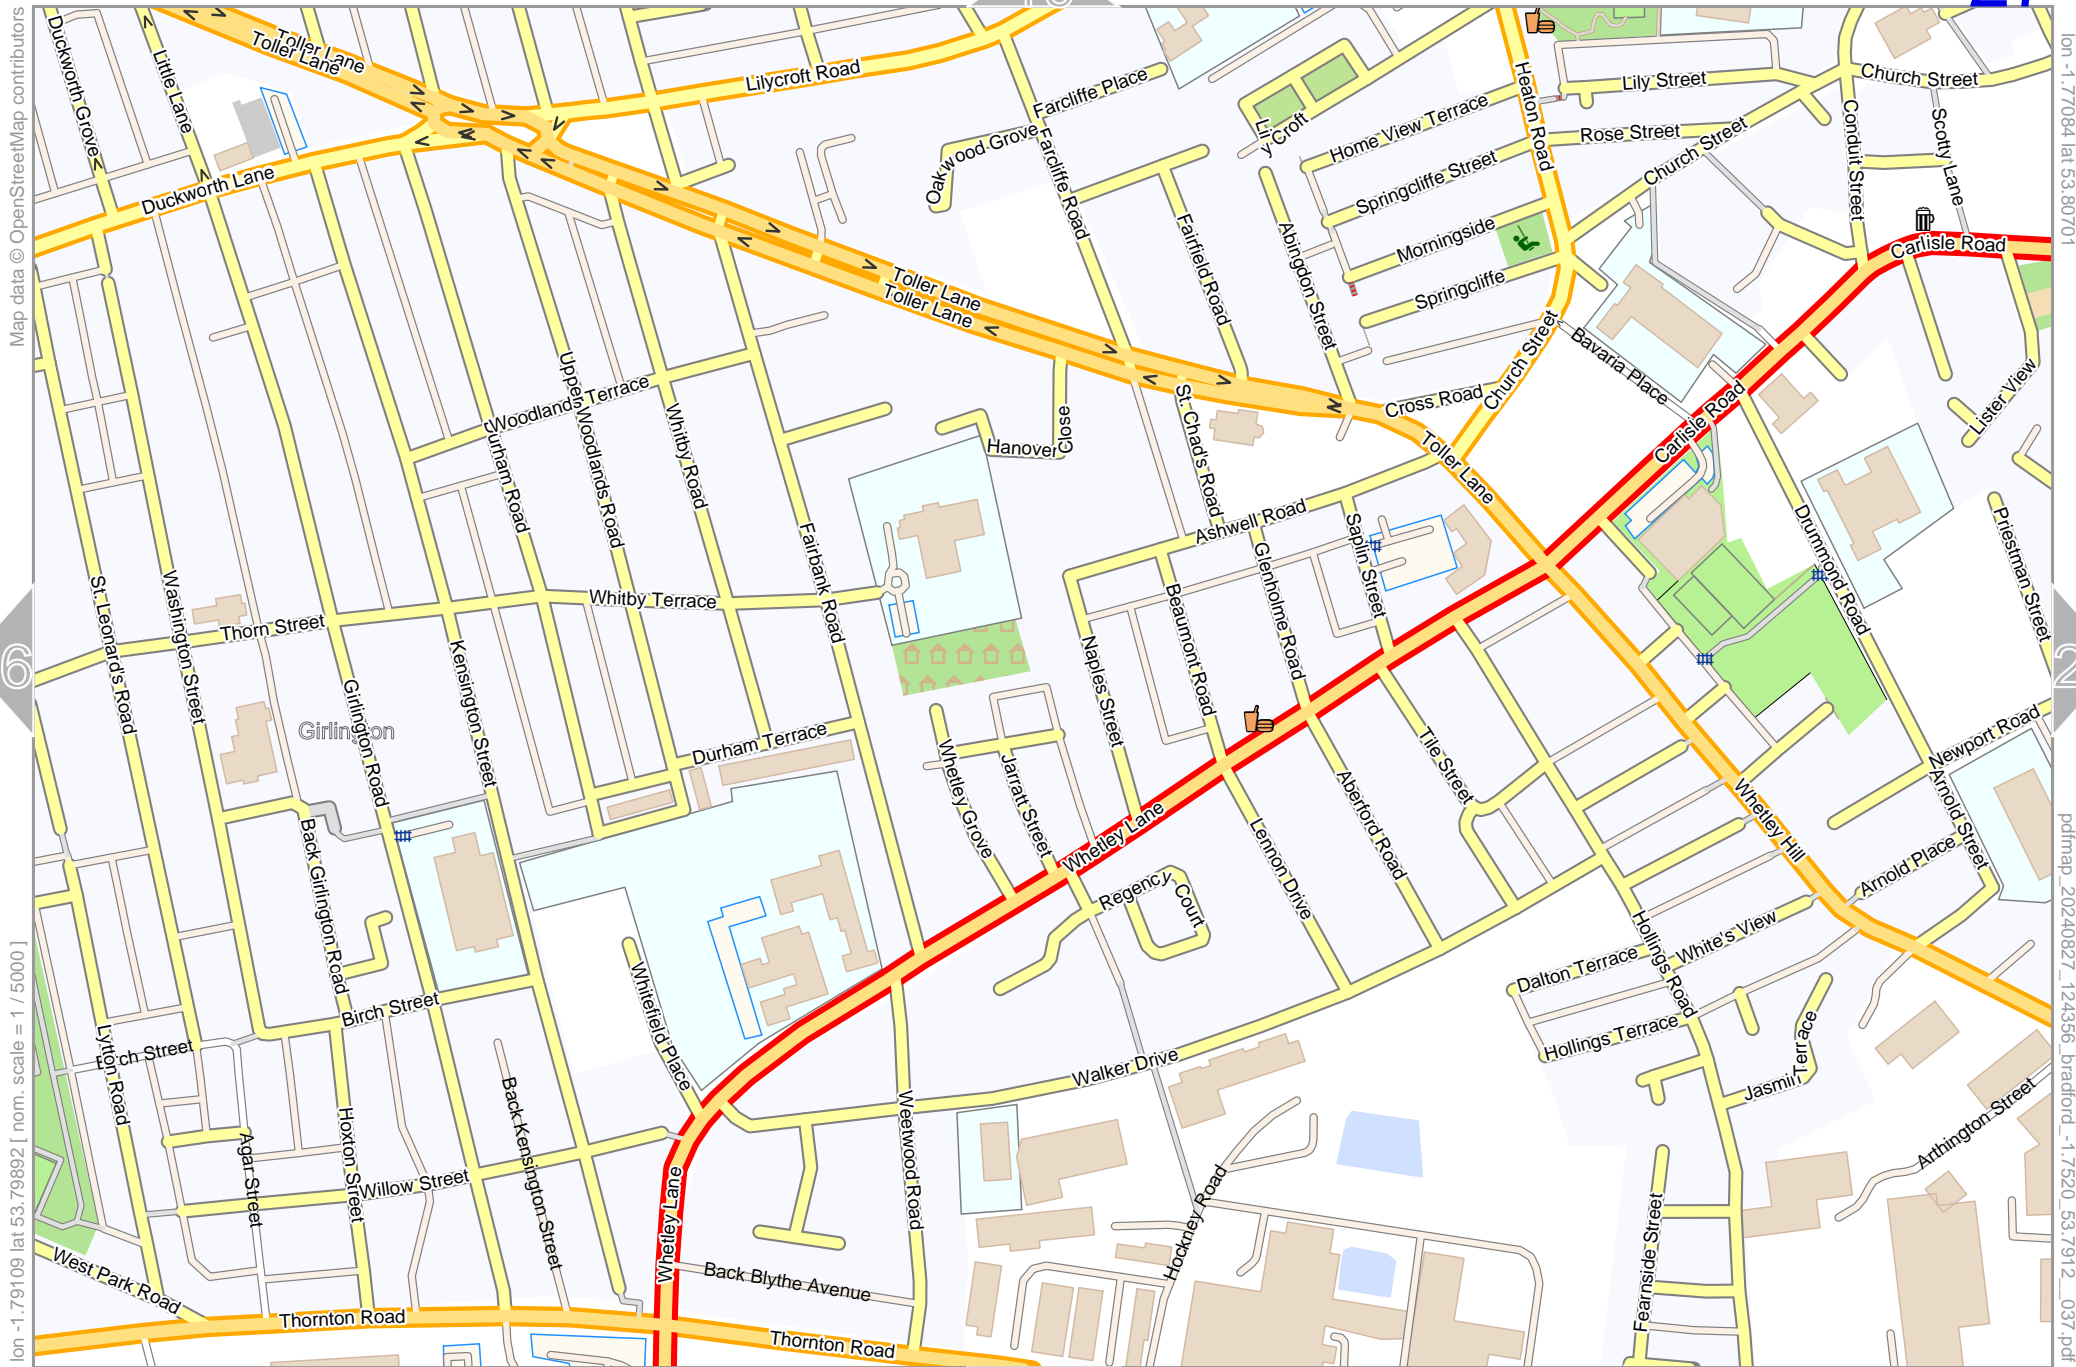 Map data © OpenStreetMap contributors
lon -1.79109 lat 53.79892 [ nom. scale = 1 / 5000 ]
lon -1.77084 lat 53.80701
pdfmap_20240827_124356_bradford_-1.7520_53.7912__037.pdf
6
2
Duckworth Grove
Little Lane
Toller Lane
Toller Lane
Lilycroft Road
Duckworth Lane
Farcliffe Place
Oakwood Grove
Farcliffe Road
Lily Croft
Home View Terrace
Heaton Road
Lily Street
Church Street
Rose Street
Church Street
Conduit Street
Scotty Lane
Springcliffe Street
Morningside
Springcliffe
Carlisle Road
Fairfield Road
Abingdon Street
Toller Lane
Toller Lane
Church Street
Bavaria Place
Lister View
Cross Road
Carlisle Road
Toller Lane
Upper Woodlands Road
Woodlands Terrace
Durham Road
Whitby Road
Hanover Close
St. Chad's Road
Ashwell Road
Saplin Street
Drummond Road
Priestman Street
Fairbank Road
Whitby Terrace
Thorn Street
St. Leonard's Road
Washington Street
Girlington
Girlington Road
Kensington Street
Durham Terrace
Naples Street
Beaumont Road
Glenholme Road
Whetley Grove
Jarratt Street
Whetley Lane
Tile Street
Aberford Road
Lennon Drive
Regency Court
Newport Road
Whetley Hill
Arnold Street
Arnold Place
White's View
Dalton Terrace
Hollings Road
Hollings Terrace
Jasmin Terrace
Back Girlington Road
Birch Street
Birch Street
Lytton Road
Whitefield Place
Walker Drive
Weetwood Road
Back Kensington Street
Hoxton Street
Agar Street
Willow Street
Whetley Lane
Back Blythe Avenue
West Park Road
Thornton Road
Thornton Road
Hockney Road
Fearnside Street
Arthington Street